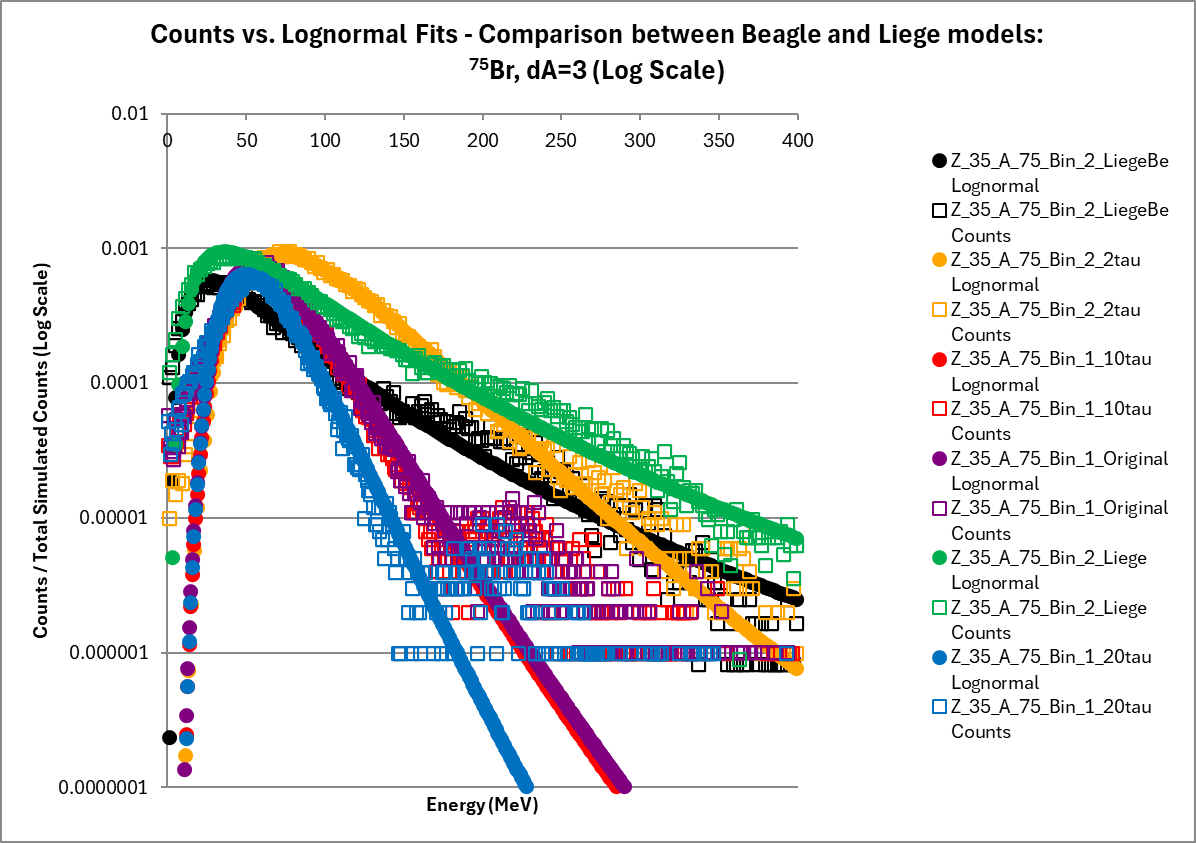 Counts vs. Lognormal Fits - Comparison between Beagle and Liege models:
⁷⁵Br, dA=3 (Log Scale)
0.01
0 50 100 150 200 250 300 350 400
0.001
0.0001
0.00001
0.000001
0.0000001
Counts / Total Simulated Counts (Log Scale)
Energy (MeV)
Z_35_A_75_Bin_2_LiegeBe
Lognormal
Z_35_A_75_Bin_2_LiegeBe
Counts
Z_35_A_75_Bin_2_2tau
Lognormal
Z_35_A_75_Bin_2_2tau
Counts
Z_35_A_75_Bin_1_10tau
Lognormal
Z_35_A_75_Bin_1_10tau
Counts
Z_35_A_75_Bin_1_Original
Lognormal
Z_35_A_75_Bin_1_Original
Counts
Z_35_A_75_Bin_2_Liege
Lognormal
Z_35_A_75_Bin_2_Liege
Counts
Z_35_A_75_Bin_1_20tau
Lognormal
Z_35_A_75_Bin_1_20tau
Counts